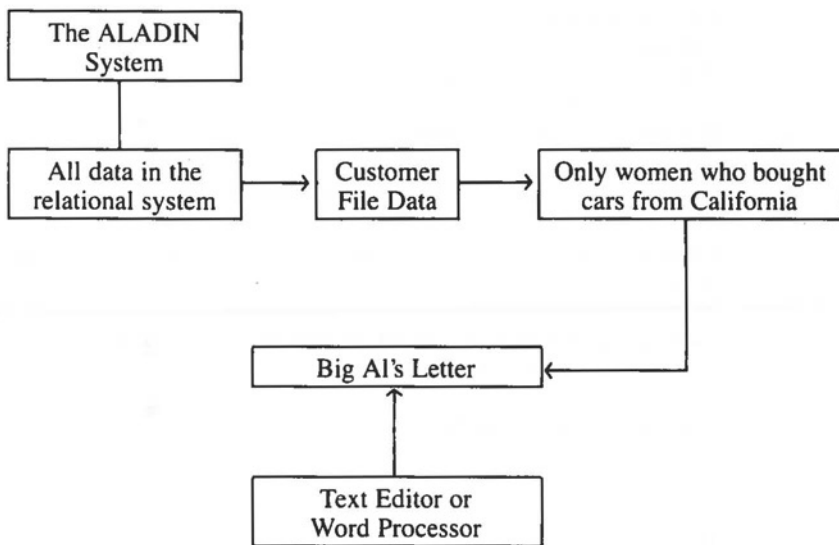 The ALADIN
System
All data in the
relational system
Customer
File Data
Only women who bought
cars from California
Big Al's Letter
Text Editor or
Word Processor